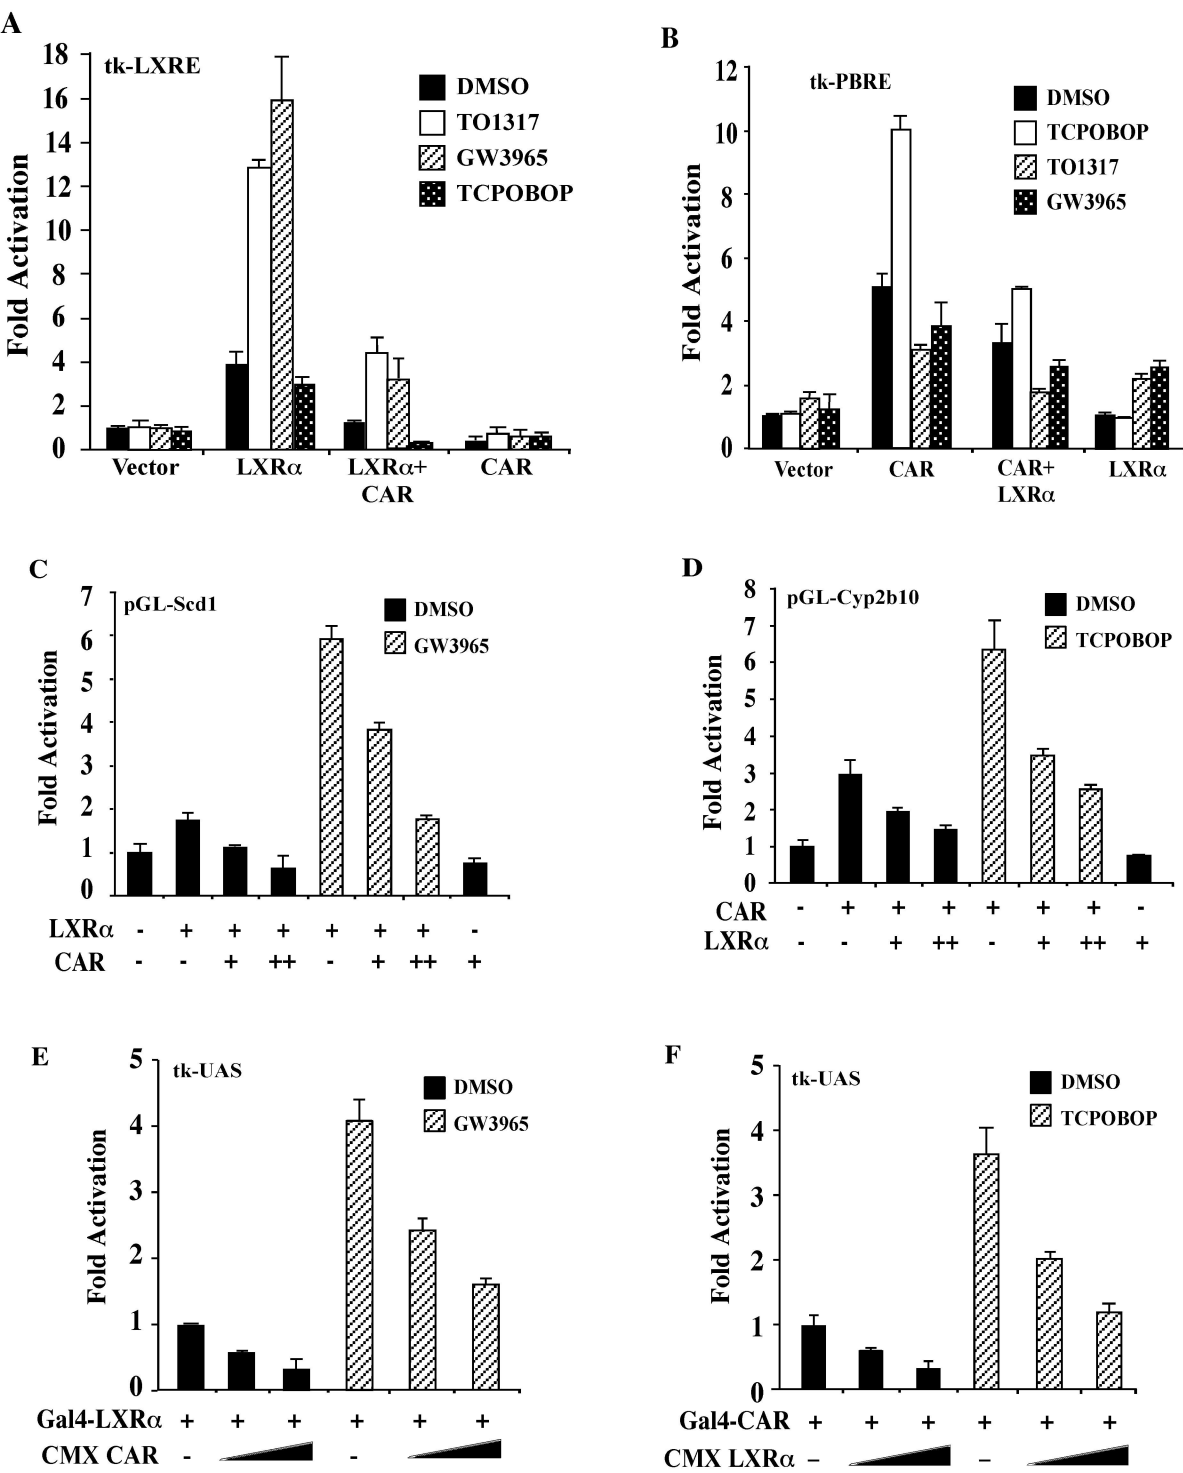 A
tk-LXRE
Fold Activation
18
16
14
12
10
8
6
4
2
0
DMSO
TO1317
GW3965
TCPOBOP
Vector
LXRα
LXRα+
CAR
CAR
B
tk-PBRE
Fold Activation
12
10
8
6
4
2
0
DMSO
TCPOBOP
TO1317
GW3965
Vector
CAR
CAR+
LXRα
LXRα
C
pGL-Scd1
Fold Activation
7
6
5
4
3
2
1
0
DMSO
GW3965
LXRα - + + + + + + -
CAR - - + ++ - + ++ +
D
pGL-Cyp2b10
Fold Activation
8
7
6
5
4
3
2
1
0
DMSO
TCPOBOP
CAR - + + + + + + -
LXRα - - + ++ - + ++ +
E
tk-UAS
Fold Activation
5
4
3
2
1
0
DMSO
GW3965
Gal4-LXRα + + + + + +
CMX CAR - -
F
tk-UAS
Fold Activation
5
4
3
2
1
0
DMSO
TCPOBOP
Gal4-CAR + + + + + +
CMX LXRα – –